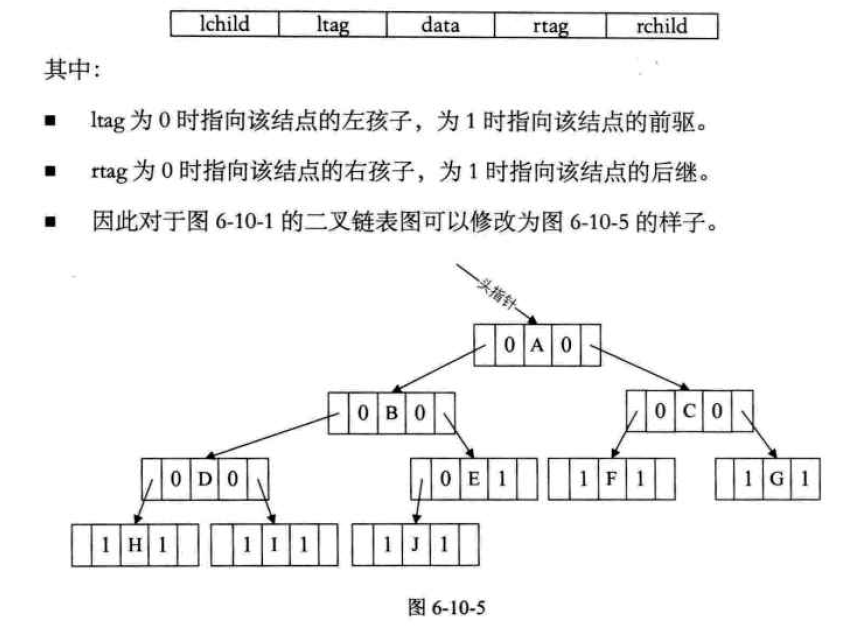 lchild ltag data rtag rchild
其中：
■ ltag 为 0 时指向该结点的左孩子，为 1 时指向该结点的前驱。
■ rtag 为 0 时指向该结点的右孩子，为 1 时指向该结点的后继。
■ 因此对于图 6-10-1 的二叉链表图可以修改为图 6-10-5 的样子。
头指针
0 A 0
0 B 0
0 C 0
0 D 0
0 E 1
1 F 1
1 G 1
1 H 1
1 I 1
1 J 1
图 6-10-5